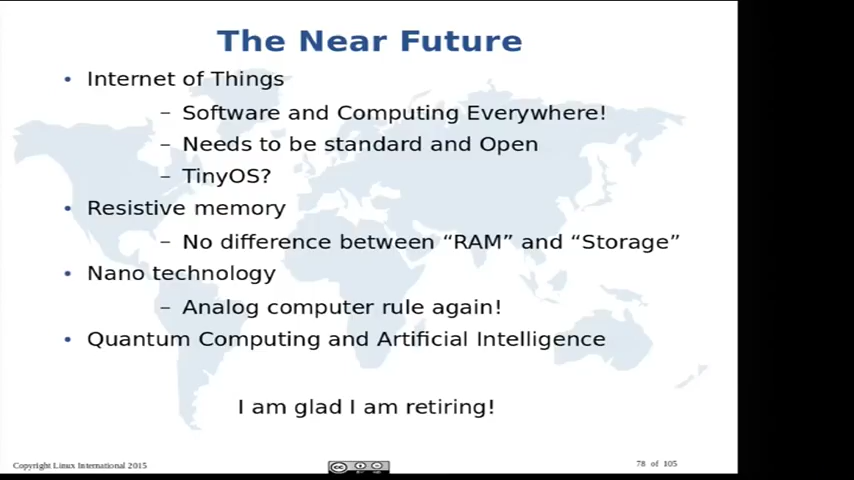 The Near Future
• Internet of Things
– Software and Computing Everywhere!
– Needs to be standard and Open
– TinyOS?
• Resistive memory
– No difference between “RAM” and “Storage”
• Nano technology
– Analog computer rule again!
• Quantum Computing and Artificial Intelligence
I am glad I am retiring!
Copyright Linux International 2015
78 of 105